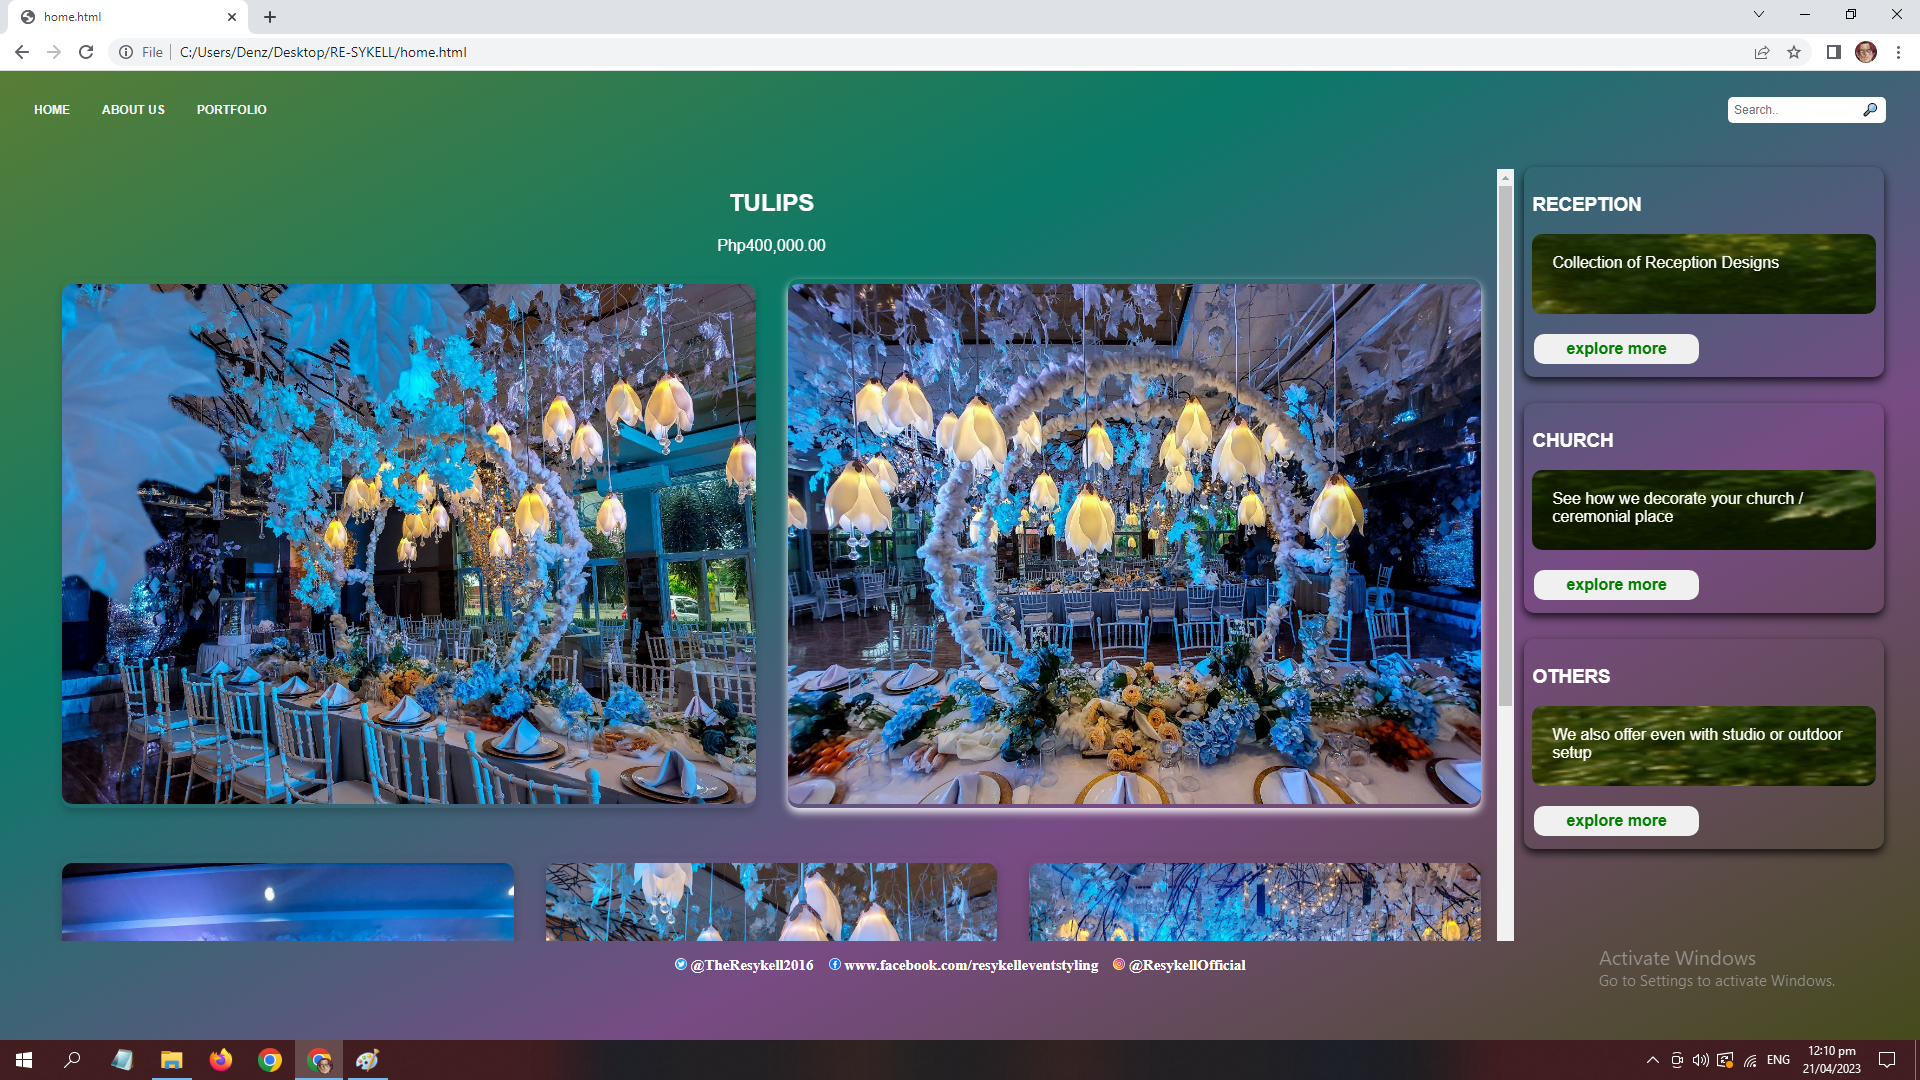 home.html
File
C:/Users/Denz/Desktop/RE-SYKELL/home.html
HOME ABOUT US PORTFOLIO
Search..
TULIPS
Php400,000.00
RECEPTION
Collection of Reception Designs
explore more
CHURCH
See how we decorate your church /
ceremonial place
explore more
OTHERS
We also offer even with studio or outdoor
setup
explore more
@TheResykell2016 www.facebook.com/resykelleventstyling @ResykellOfficial
Activate Windows
Go to Settings to activate Windows.
ENG
12:10 pm
21/04/2023